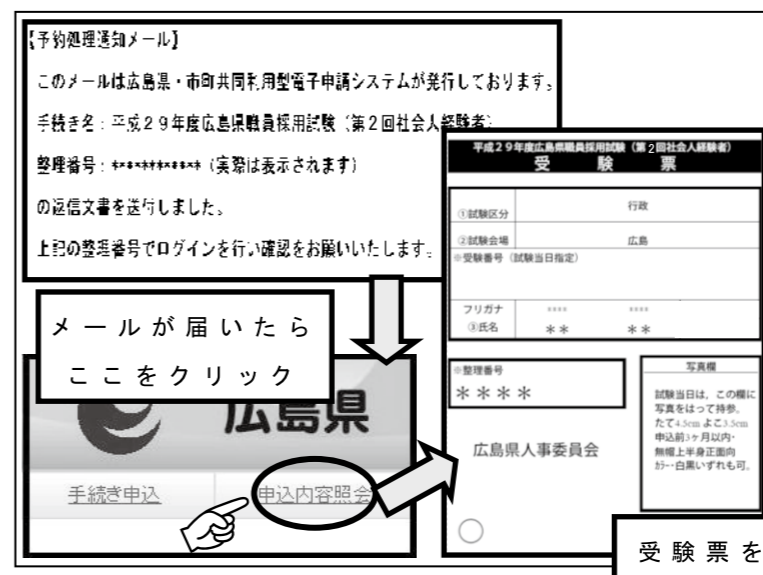 【予約処理通知メール】
このメールは広島県・市町共同利用型電子申請システムが発行しております。
手続き名：平成29年度広島県職員採用試験（第2回社会人経験者）
整理番号：*********** （実際は表示されます）
の返信文書を送付しました。
上記の整理番号でログインを行い確認をお願いいたします。
メールが届いたら
ここをクリック
広島県
手続き申込
申込内容照会
平成29年度広島県職員採用試験（第2回社会人経験者）
受験票
①試験区分 行政
②試験会場 広島
※受験番号（試験当日指定）
フリガナ **** ****
③氏名 ** **
※整理番号
****
広島県人事委員会
写真欄
試験当日は，この欄に
写真をはって持参。
たて4.5cm よこ3.5cm
申込前3ヶ月以内・
無帽上半身正面向
ｶﾗｰ・白黒いずれも可。
受験票を